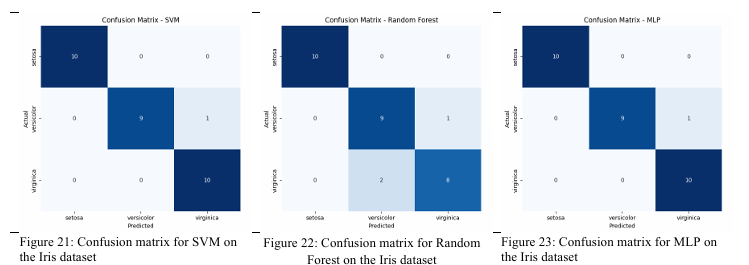 Confusion Matrix - SVM
setosa
versicolor
virginica
Actual
10 0 0
0 9 1
0 0 10
setosa versicolor virginica
Predicted
Figure 21: Confusion matrix for SVM on
the Iris dataset
Confusion Matrix - Random Forest
setosa
versicolor
virginica
Actual
10 0 0
0 9 1
0 2 8
setosa versicolor virginica
Predicted
Figure 22: Confusion matrix for Random
Forest on the Iris dataset
Confusion Matrix - MLP
setosa
versicolor
virginica
Actual
10 0 0
0 9 1
0 0 10
setosa versicolor virginica
Predicted
Figure 23: Confusion matrix for MLP on
the Iris dataset